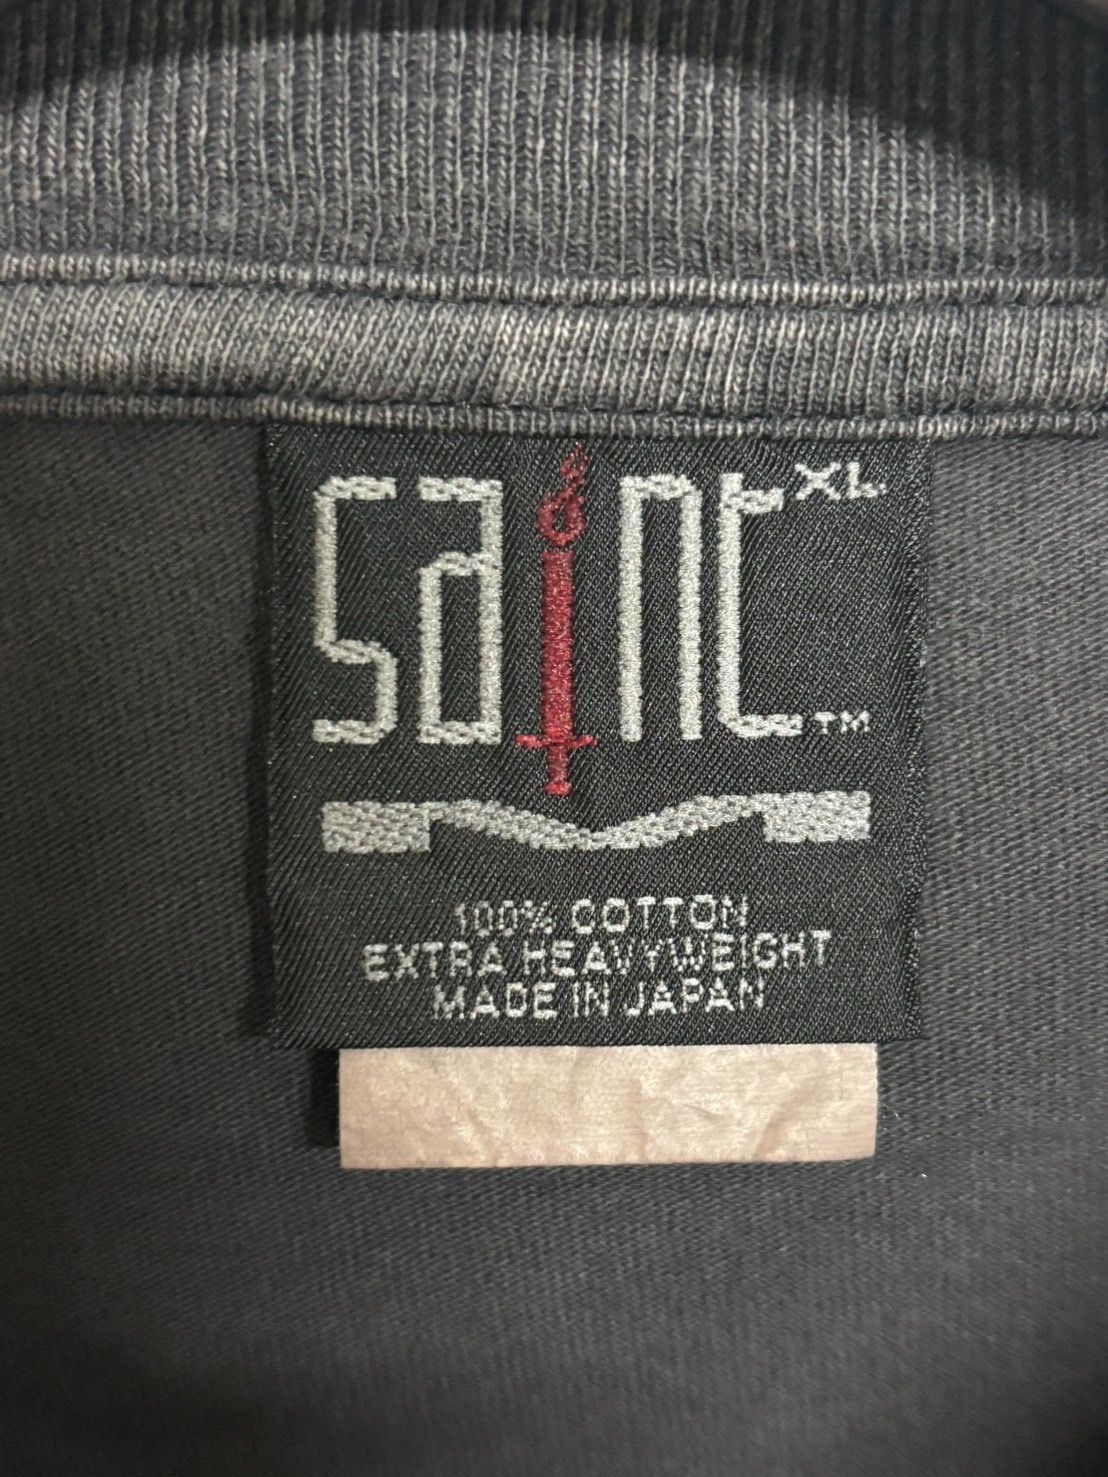 saint XL
TM
100% COTTON
EXTRA HEAVYWEIGHT
MADE IN JAPAN